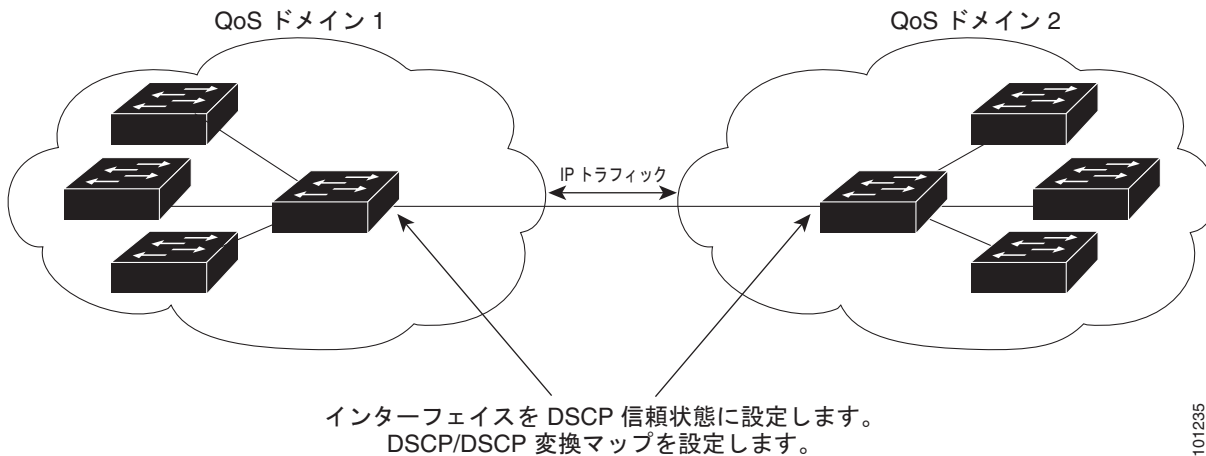 QoS ドメイン 1
QoS ドメイン 2
IP トラフィック
インターフェイスを DSCP 信頼状態に設定します。
DSCP/DSCP 変換マップを設定します。
101235